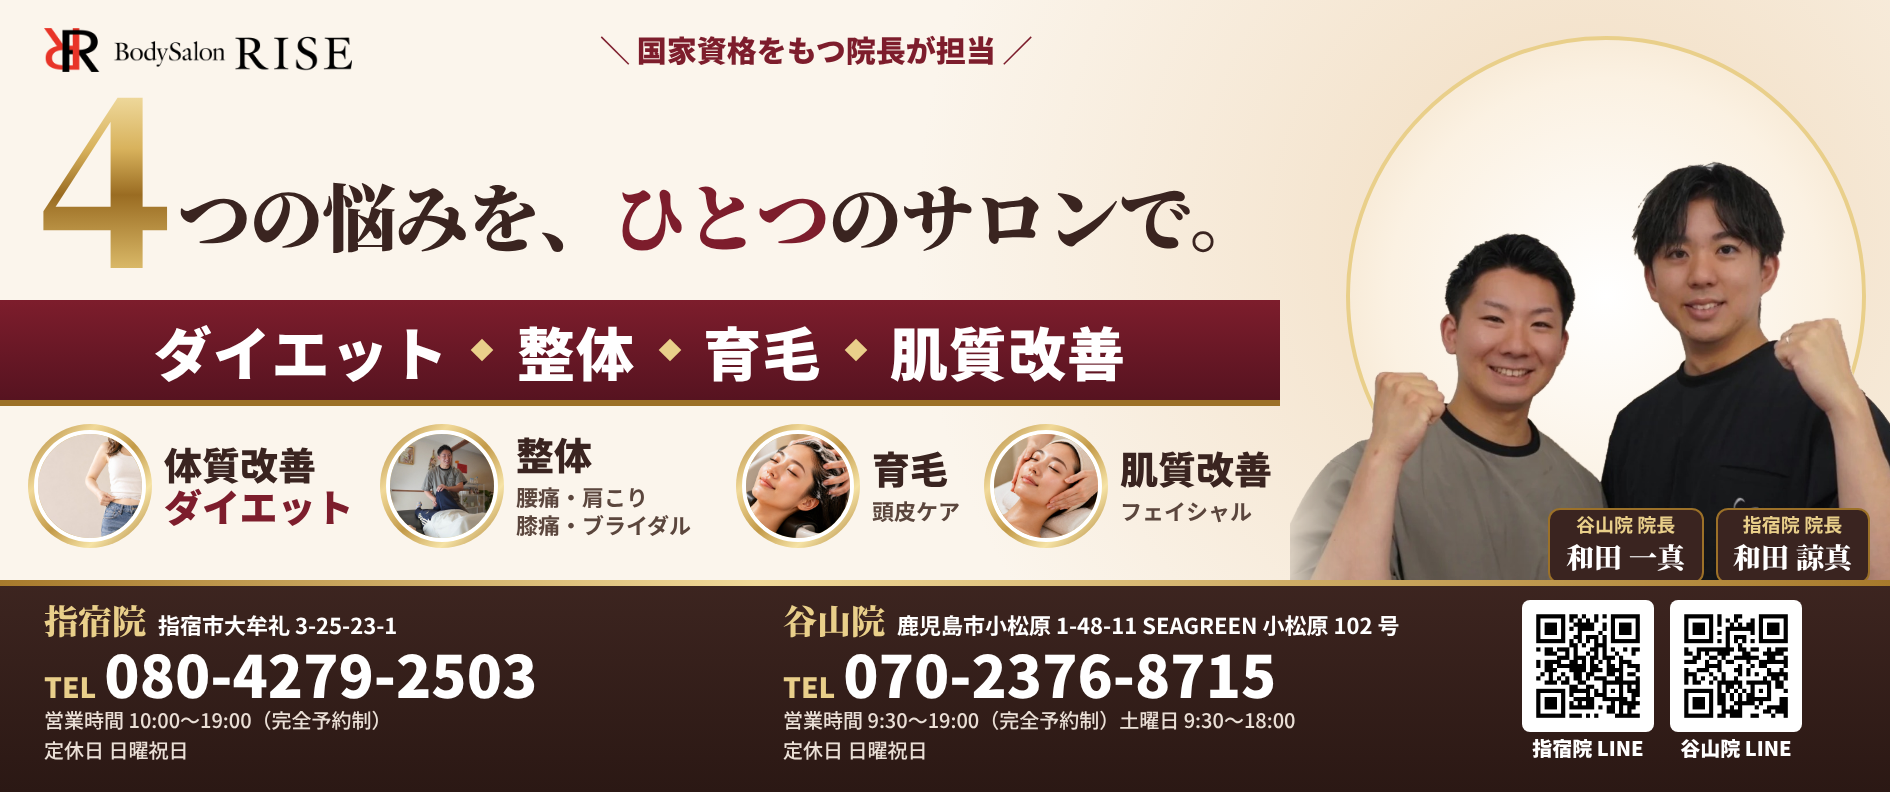 BodySalon RISE
＼ 国家資格をもつ院長が担当 ／
4つの悩みを、ひとつのサロンで。
ダイエット ◆ 整体 ◆ 育毛 ◆ 肌質改善
体質改善
ダイエット
整体
腰痛・肩こり
膝痛・ブライダル
育毛
頭皮ケア
肌質改善
フェイシャル
谷山院 院長
和田 一真
指宿院 院長
和田 諒真
指宿院 指宿市大牟礼 3-25-23-1
TEL 080-4279-2503
営業時間 10:00〜19:00（完全予約制）
定休日 日曜祝日
谷山院 鹿児島市小松原 1-48-11 SEAGREEN 小松原 102 号
TEL 070-2376-8715
営業時間 9:30〜19:00（完全予約制）土曜日 9:30〜18:00
定休日 日曜祝日
指宿院 LINE
谷山院 LINE